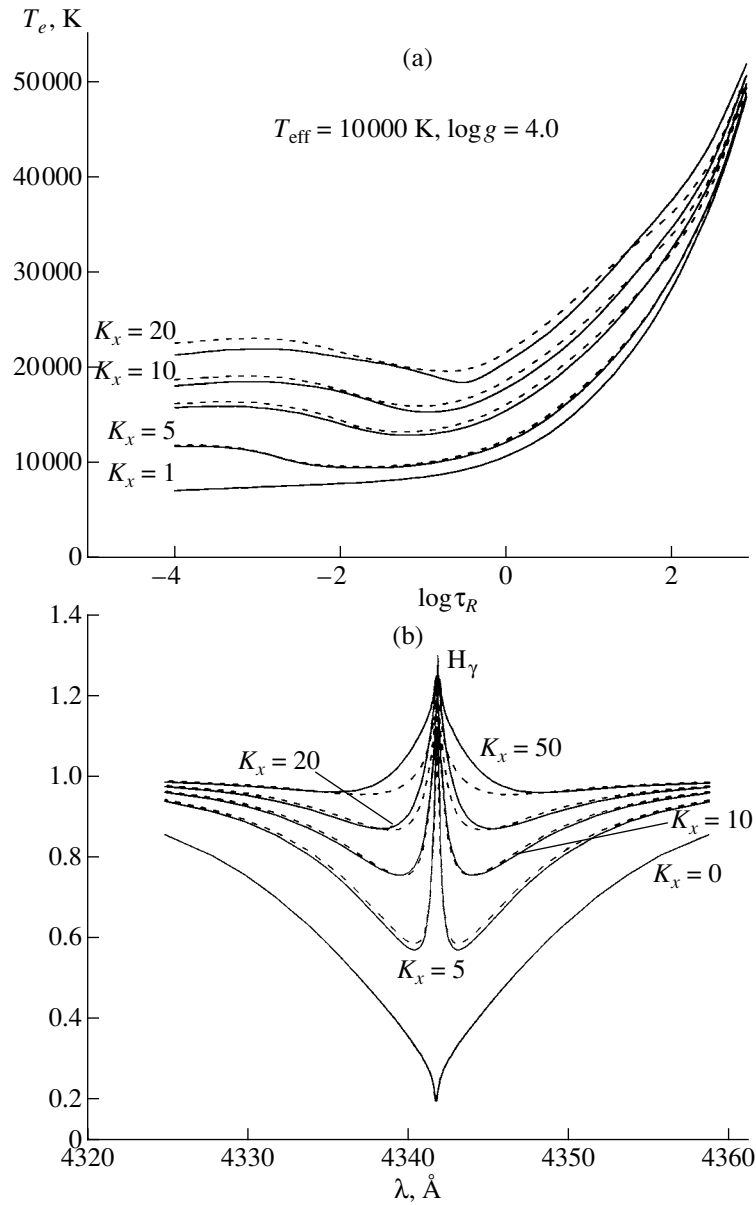 T_e, K
(a)
50000
T_eff = 10000 K, log g = 4.0
40000
30000
K_x = 20
20000
K_x = 10
K_x = 5
10000
K_x = 1
0
−4
−2
0
2
log τ_R
1.4
(b)
H_γ
1.2
K_x = 20
K_x = 50
1.0
K_x = 10
0.8
K_x = 0
0.6
K_x = 5
0.4
0.2
0
4320
4330
4340
4350
4360
λ, Å